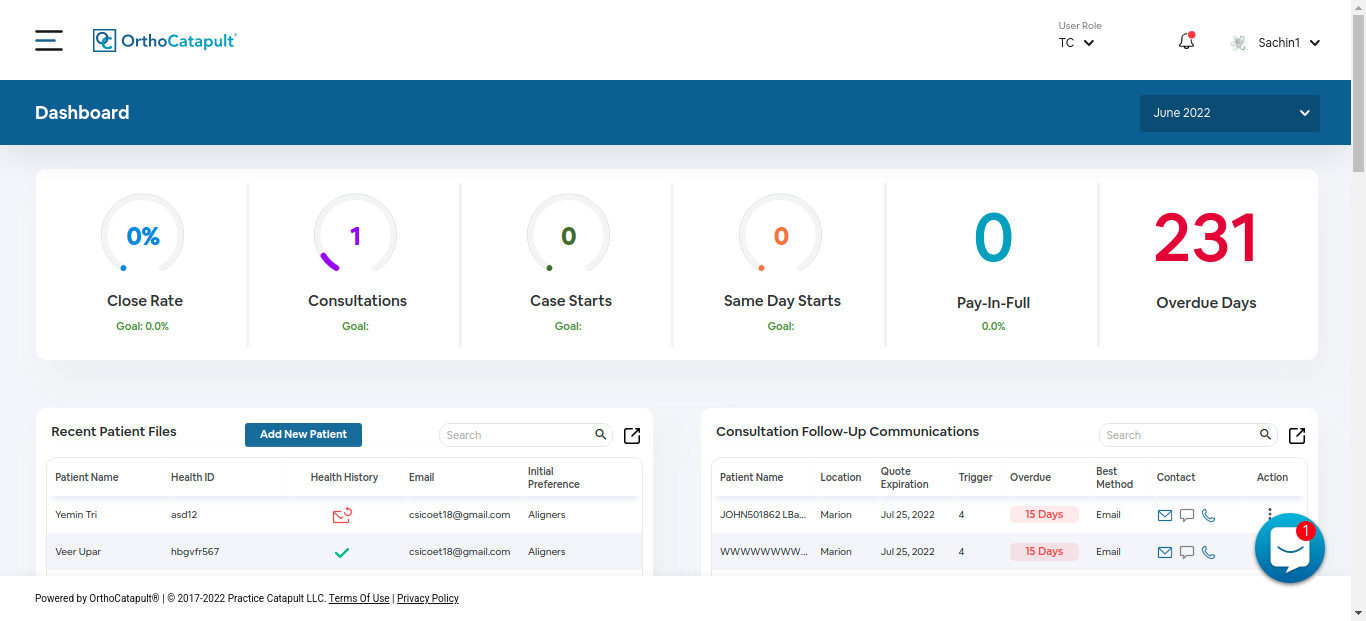 OrthoCatapult®
User Role
TC
Sachin1
Dashboard
June 2022
0%
Close Rate
Goal: 0.0%
1
Consultations
Goal:
0
Case Starts
Goal:
0
Same Day Starts
Goal:
0
Pay-In-Full
0.0%
231
Overdue Days
Recent Patient Files
Add New Patient
Search
Patient Name Health ID Health History Email Initial Preference
Yemin Tri asd12 csicoet18@gmail.com Aligners
Veer Upar hbgvfr567 csicoet18@gmail.com Aligners
Consultation Follow-Up Communications
Search
Patient Name Location Quote Expiration Trigger Overdue Best Method Contact Action
JOHN501862 LBa... Marion Jul 25, 2022 4 15 Days Email
WWWWWWWW... Marion Jul 25, 2022 4 15 Days Email
1
Powered by OrthoCatapult® | © 2017-2022 Practice Catapult LLC. Terms Of Use | Privacy Policy